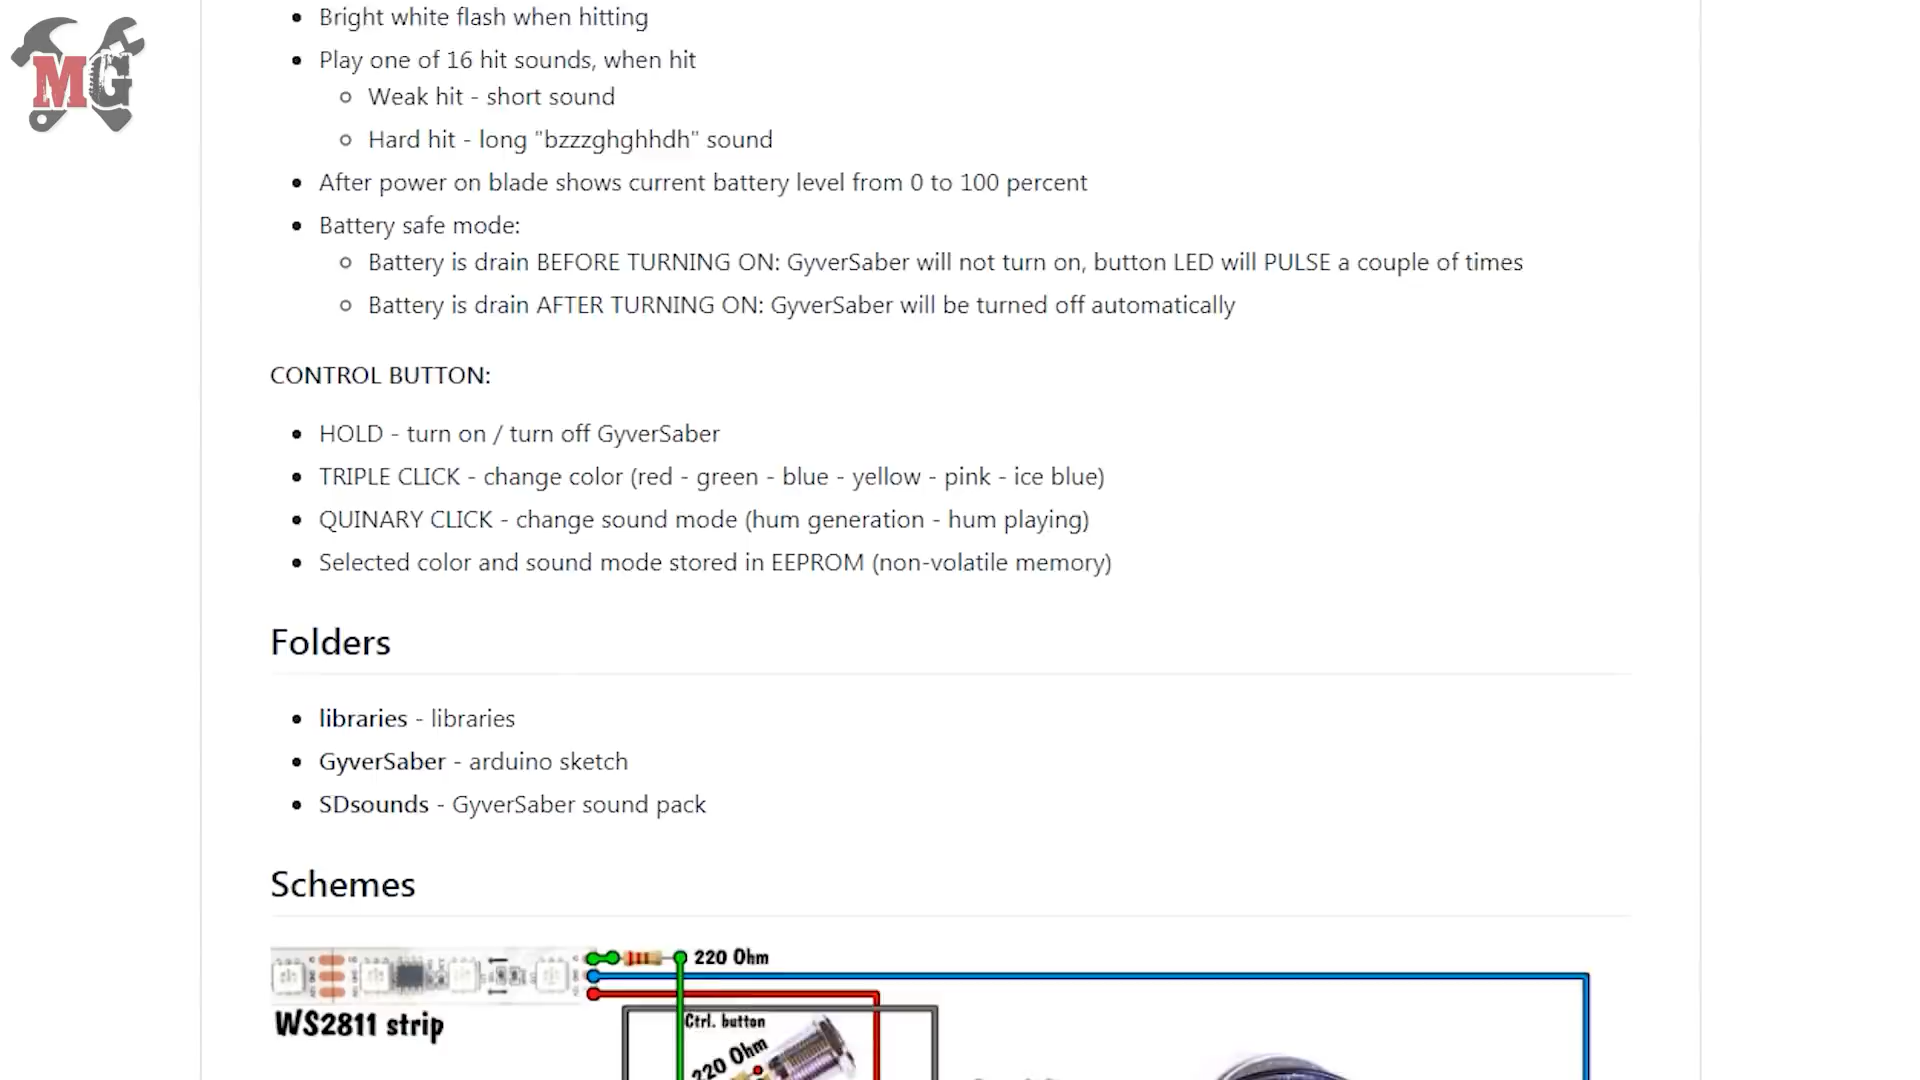 MG
Bright white flash when hitting
Play one of 16 hit sounds, when hit
Weak hit - short sound
Hard hit - long "bzzzghghhdh" sound
After power on blade shows current battery level from 0 to 100 percent
Battery safe mode:
Battery is drain BEFORE TURNING ON: GyverSaber will not turn on, button LED will PULSE a couple of times
Battery is drain AFTER TURNING ON: GyverSaber will be turned off automatically
CONTROL BUTTON:
HOLD - turn on / turn off GyverSaber
TRIPLE CLICK - change color (red - green - blue - yellow - pink - ice blue)
QUINARY CLICK - change sound mode (hum generation - hum playing)
Selected color and sound mode stored in EEPROM (non-volatile memory)
Folders
libraries - libraries
GyverSaber - arduino sketch
SDsounds - GyverSaber sound pack
Schemes
220 Ohm
WS2811 strip
Ctrl. button
220 Ohm